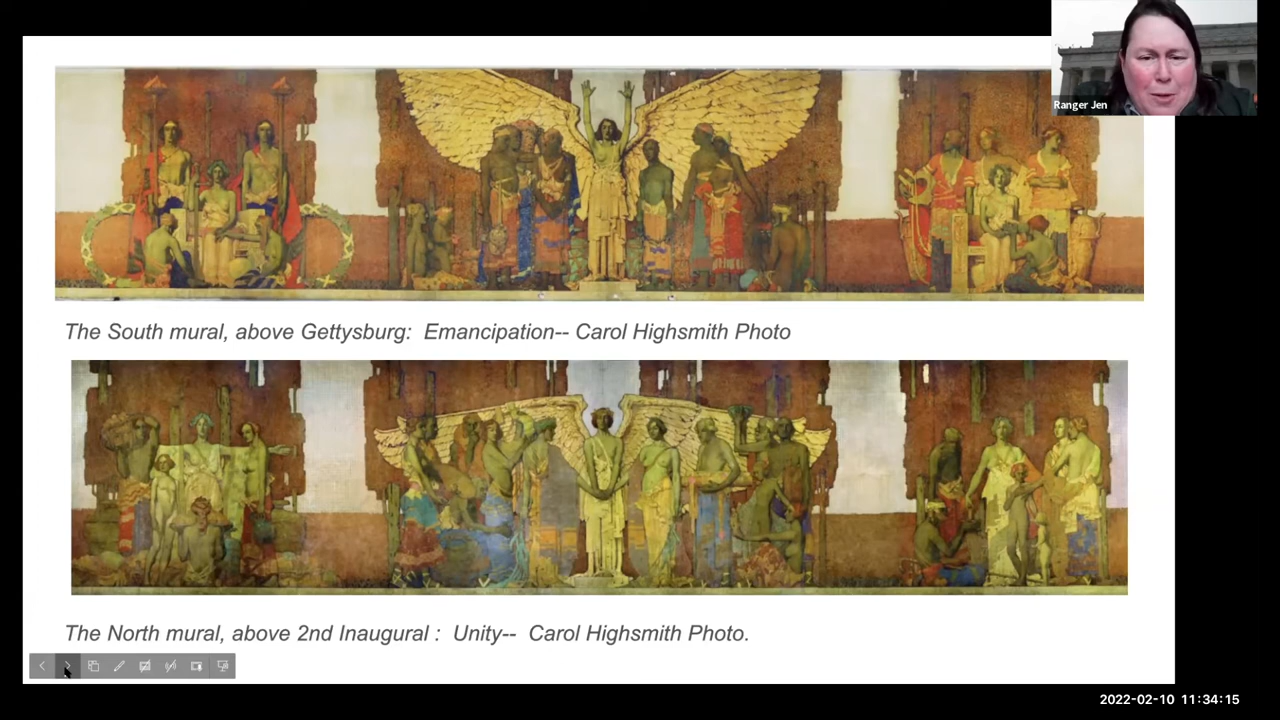 Ranger Jen
The South mural, above Gettysburg:  Emancipation-- Carol Highsmith Photo
The North mural, above 2nd Inaugural :  Unity--  Carol Highsmith Photo.
2022-02-10 11:34:15